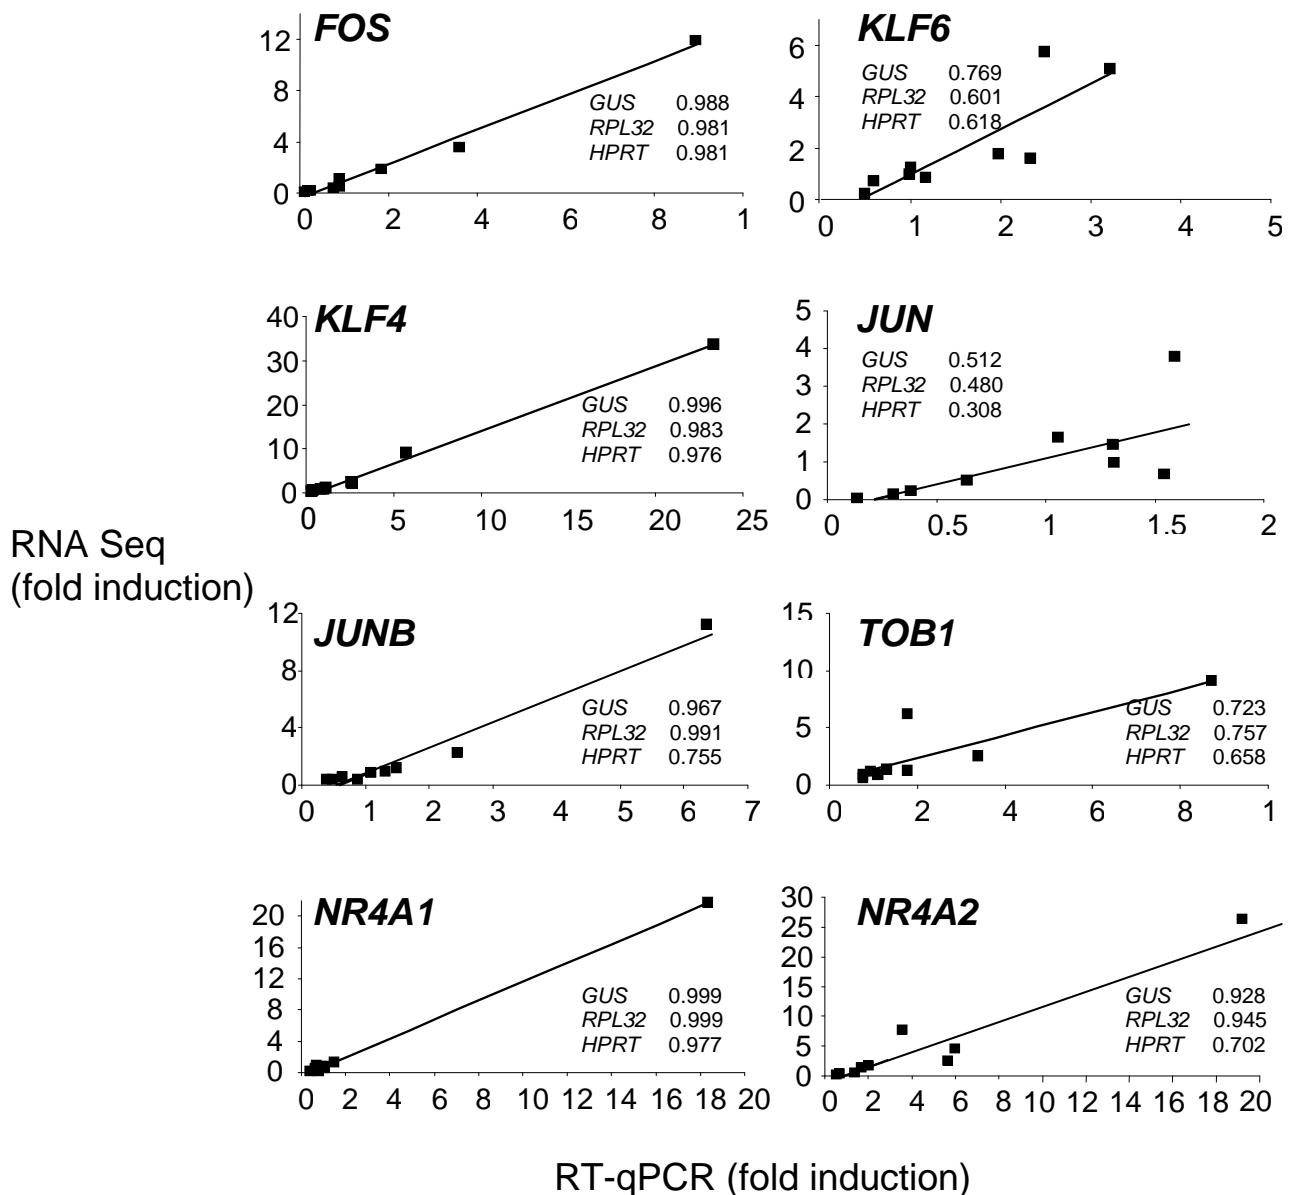 FOS
12
8
4
0
GUS 0.988
RPL32 0.981
HPRT 0.981
0 2 4 6 8 1
KLF6
6
4
2
0
GUS 0.769
RPL32 0.601
HPRT 0.618
0 1 2 3 4 5
KLF4
40
30
20
10
0
GUS 0.996
RPL32 0.983
HPRT 0.976
0 5 10 15 20 25
JUN
5
4
3
2
1
0
GUS 0.512
RPL32 0.480
HPRT 0.308
0 0.5 1 1.5 2
RNA Seq
(fold induction)
JUNB
12
8
4
0
GUS 0.967
RPL32 0.991
HPRT 0.755
0 1 2 3 4 5 6 7
TOB1
15
10
5
0
GUS 0.723
RPL32 0.757
HPRT 0.658
0 2 4 6 8 1
NR4A1
20
16
12
8
4
0
GUS 0.999
RPL32 0.999
HPRT 0.977
0 2 4 6 8 10 12 14 16 18 20
NR4A2
30
25
20
15
10
5
0
GUS 0.928
RPL32 0.945
HPRT 0.702
0 2 4 6 8 10 12 14 16 18 20
RT-qPCR (fold induction)